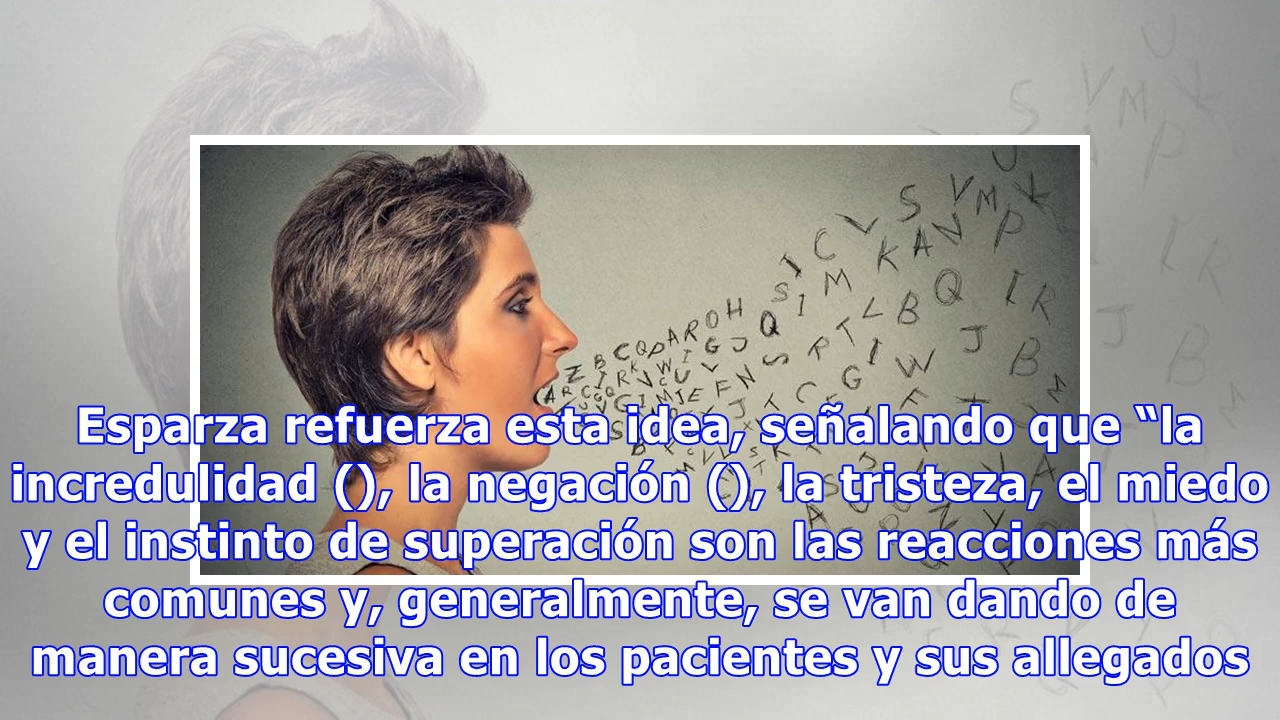 Esparza refuerza esta idea, señalando que “la
incredulidad (), la negación (), la tristeza, el miedo
y el instinto de superación son las reacciones más
comunes y, generalmente, se van dando de
manera sucesiva en los pacientes y sus allegados